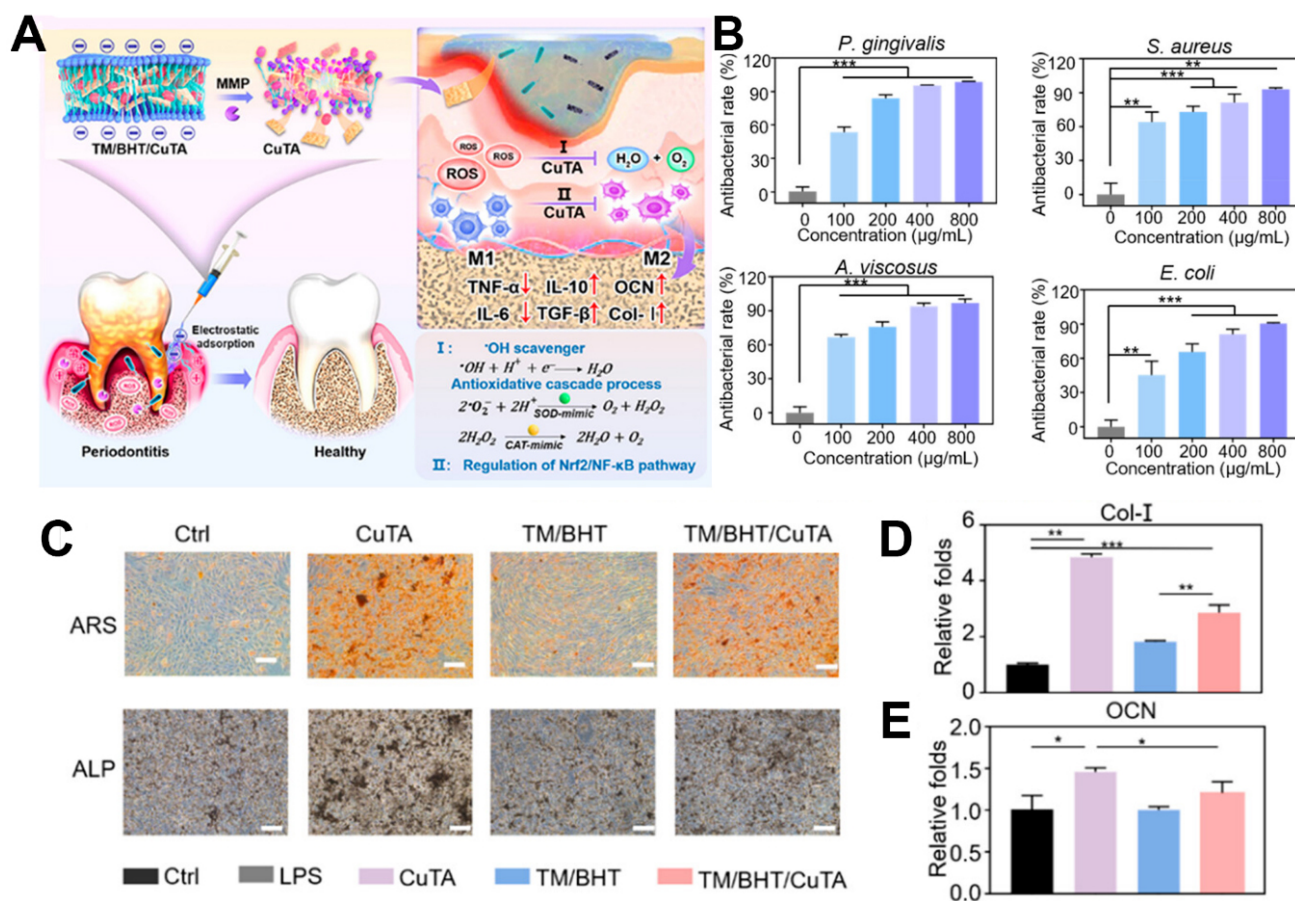 A
MMP
TM/BHT/CuTA
CuTA
Electrostatic
adsorption
Periodontitis
Healthy
ROS
ROS
ROS
I
CuTA
H₂O + O₂
II
CuTA
M1
M2
TNF-α↓ IL-10↑ OCN↑
IL-6↓ TGF-β↑ Col-I↑
I: •OH scavenger
•OH + H⁺ + e⁻ → H₂O
Antioxidative cascade process
2•O₂⁻ + 2H⁺ → O₂ + H₂O₂
SOD-mimic
2H₂O₂ → 2H₂O + O₂
CAT-mimic
II: Regulation of Nrf2/NF-κB pathway
B
P. gingivalis
Antibacterial rate (%)
120
90
60
30
0
***
0 100 200 400 800
Concentration (μg/mL)
S. aureus
Antibacterial rate (%)
120
90
60
30
0
**
***
**
0 100 200 400 800
Concentration (μg/mL)
A. viscosus
Antibacterial rate (%)
120
90
60
30
0
***
0 100 200 400 800
Concentration (μg/mL)
E. coli
Antibacterial rate (%)
120
90
60
30
0
***
**
0 100 200 400 800
Concentration (μg/mL)
C
Ctrl CuTA TM/BHT TM/BHT/CuTA
ARS
ALP
Ctrl LPS CuTA TM/BHT TM/BHT/CuTA
D
Col-I
Relative folds
6
4
2
0
**
***
**
E
OCN
Relative folds
2.0
1.5
1.0
0.5
0.0
*
*